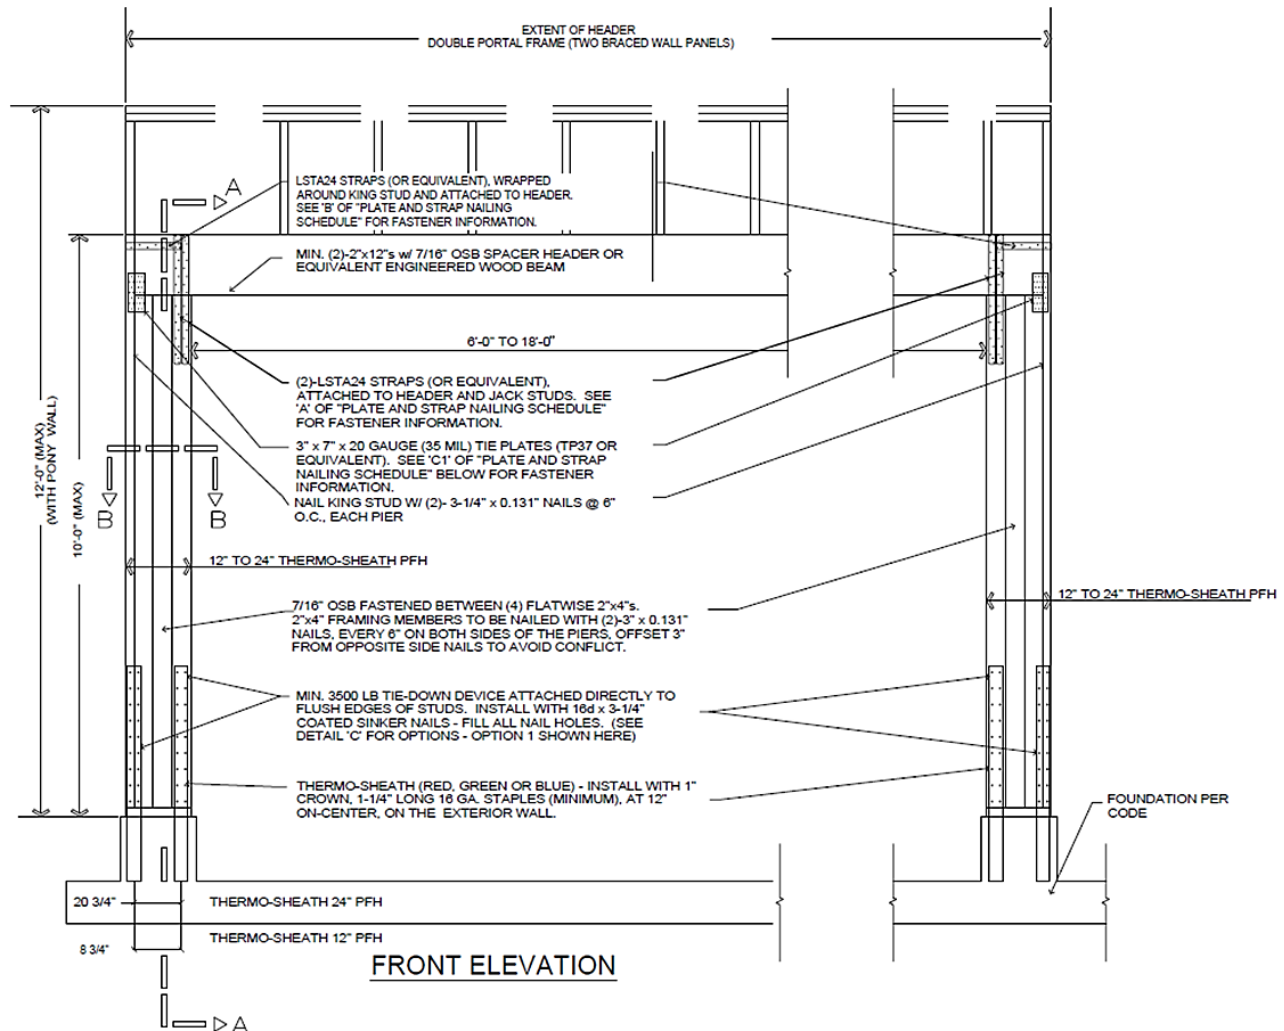 EXTENT OF HEADER
DOUBLE PORTAL FRAME (TWO BRACED WALL PANELS)
A
LSTA24 STRAPS (OR EQUIVALENT), WRAPPED
AROUND KING STUD AND ATTACHED TO HEADER.
SEE 'B' OF "PLATE AND STRAP NAILING
SCHEDULE" FOR FASTENER INFORMATION.
MIN. (2)-2"x12"s w/ 7/16" OSB SPACER HEADER OR
EQUIVALENT ENGINEERED WOOD BEAM
6'-0" TO 18'-0"
(2)-LSTA24 STRAPS (OR EQUIVALENT),
ATTACHED TO HEADER AND JACK STUDS. SEE
'A' OF "PLATE AND STRAP NAILING SCHEDULE"
FOR FASTENER INFORMATION.
12'-0" (MAX)
(WITH PONY WALL)
10'-0" (MAX)
3" x 7" x 20 GAUGE (35 MIL) TIE PLATES (TP37 OR
EQUIVALENT). SEE 'C1' OF "PLATE AND STRAP
NAILING SCHEDULE" BELOW FOR FASTENER
INFORMATION.
NAIL KING STUD W/ (2)- 3-1/4" x 0.131" NAILS @ 6"
O.C., EACH PIER
B
B
12" TO 24" THERMO-SHEATH PFH
12" TO 24" THERMO-SHEATH PFH
7/16" OSB FASTENED BETWEEN (4) FLATWISE 2"x4"s.
2"x4" FRAMING MEMBERS TO BE NAILED WITH (2)-3" x 0.131"
NAILS, EVERY 6" ON BOTH SIDES OF THE PIERS, OFFSET 3"
FROM OPPOSITE SIDE NAILS TO AVOID CONFLICT.
MIN. 3500 LB TIE-DOWN DEVICE ATTACHED DIRECTLY TO
FLUSH EDGES OF STUDS. INSTALL WITH 16d x 3-1/4"
COATED SINKER NAILS - FILL ALL NAIL HOLES. (SEE
DETAIL 'C' FOR OPTIONS - OPTION 1 SHOWN HERE)
THERMO-SHEATH (RED, GREEN OR BLUE) - INSTALL WITH 1"
CROWN, 1-1/4" LONG 16 GA. STAPLES (MINIMUM), AT 12"
ON-CENTER, ON THE EXTERIOR WALL.
FOUNDATION PER
CODE
20 3/4"
THERMO-SHEATH 24" PFH
8 3/4"
THERMO-SHEATH 12" PFH
FRONT ELEVATION
A